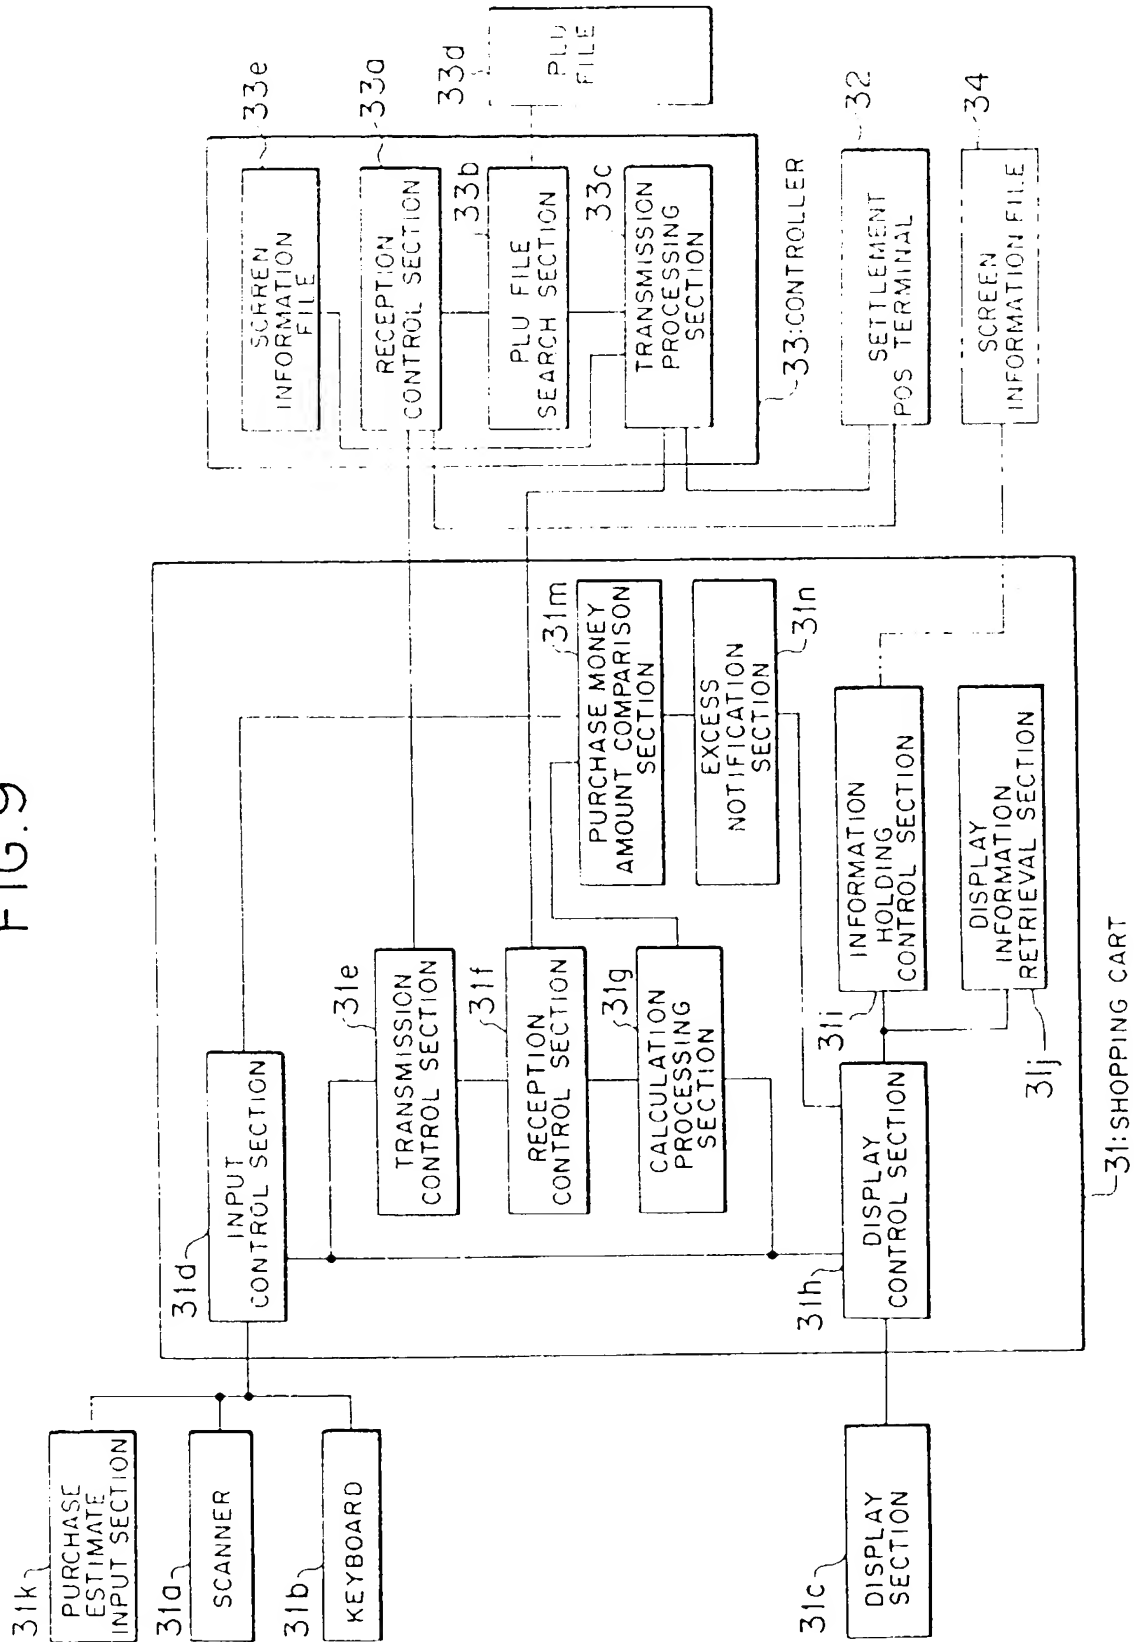 FIG. 9
31k
PURCHASE
ESTIMATE
INPUT SECTION
31a
SCANNER
31b
KEYBOARD
31c
DISPLAY
SECTION
31d
INPUT
CONTROL SECTION
31e
TRANSMISSION
CONTROL SECTION
31f
RECEPTION
CONTROL SECTION
31g
CALCULATION
PROCESSING
SECTION
31h
DISPLAY
CONTROL SECTION
31m
PURCHASE MONEY
AMOUNT COMPARISON
SECTION
31n
EXCESS
NOTIFICATION
SECTION
31i
INFORMATION
HOLDING
CONTROL SECTION
31j
DISPLAY
INFORMATION
RETRIEVAL SECTION
31:SHOPPING CART
33e
SCRREN
INFORMATION
FILE
33a
RECEPTION
CONTROL SECTION
33b
PLU FILE
SEARCH SECTION
33c
TRANSMISSION
PROCESSING
SECTION
33d
PLU
FILE
33:CONTROLLER
32
SETTLEMENT
POS TERMINAL
34
SCREEN
INFORMATION FILE